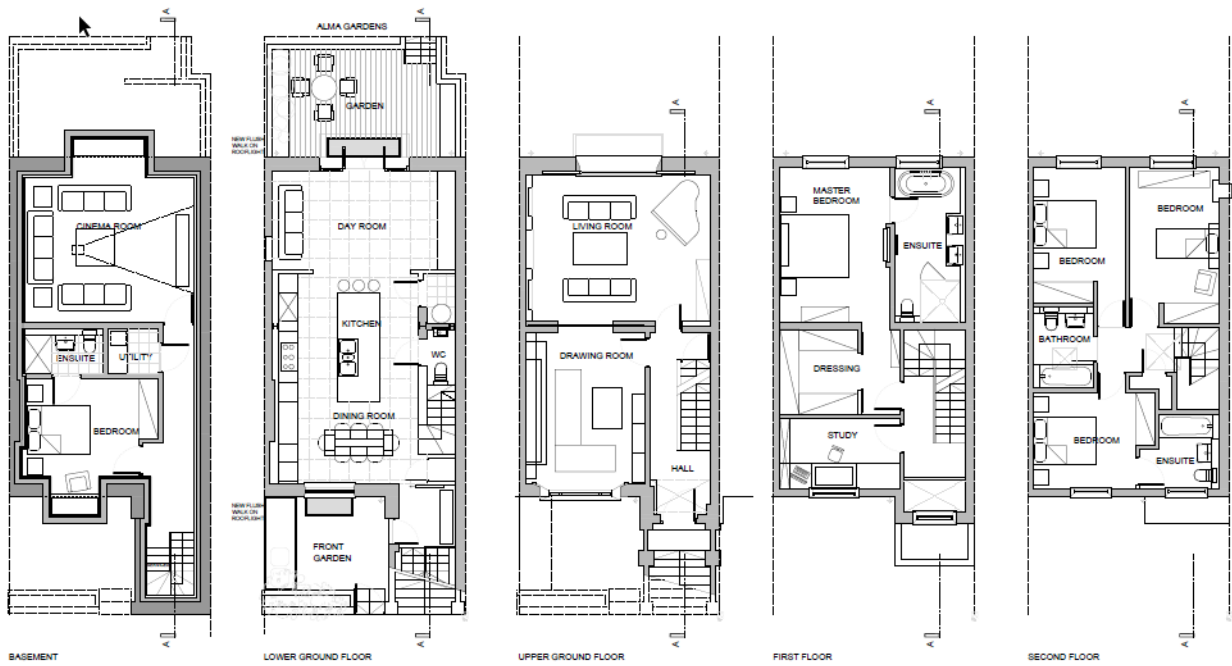 A
CINEMA ROOM
ENSUITE
UTILITY
BEDROOM
A
BASEMENT
ALMA GARDENS
A
GARDEN
NEW FLUSH
WALK ON
ROOFLIGHT
DAY ROOM
KITCHEN
WC
DINING ROOM
NEW FLUSH
WALK ON
ROOFLIGHT
FRONT
GARDEN
A
LOWER GROUND FLOOR
A
LIVING ROOM
DRAWING ROOM
HALL
A
UPPER GROUND FLOOR
A
MASTER
BEDROOM
ENSUITE
DRESSING
STUDY
A
FIRST FLOOR
A
BEDROOM
BEDROOM
BATHROOM
BEDROOM
ENSUITE
A
SECOND FLOOR